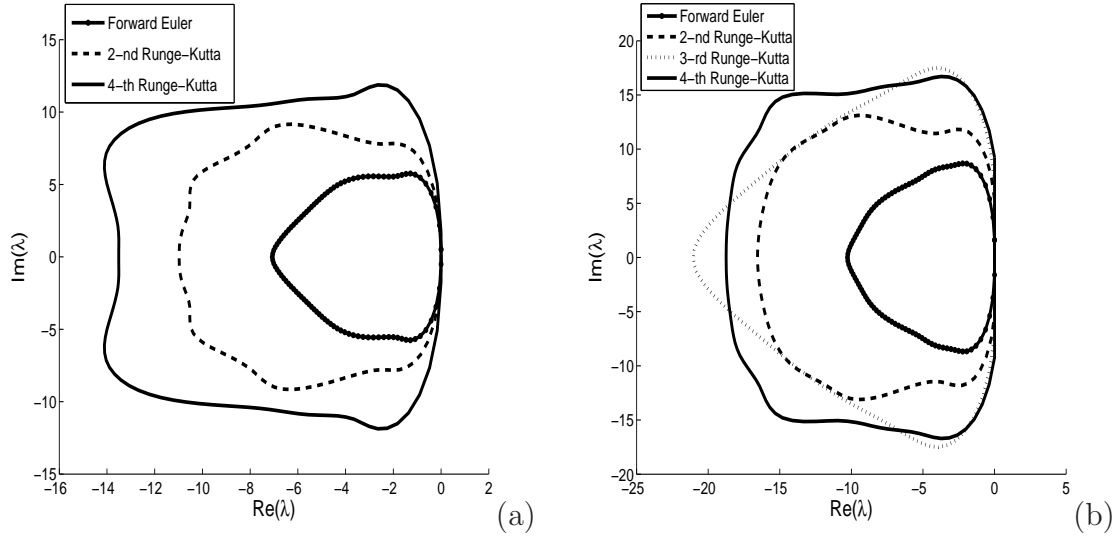 Forward Euler
2−nd Runge−Kutta
4−th Runge−Kutta
15
10
5
0
−5
−10
−15
Im(λ)
−16 −14 −12 −10 −8 −6 −4 −2 0 2
Re(λ)
(a)
Forward Euler
2−nd Runge−Kutta
3−rd Runge−Kutta
4−th Runge−Kutta
20
15
10
5
0
−5
−10
−15
−20
Im(λ)
−25 −20 −15 −10 −5 0 5
Re(λ)
(b)